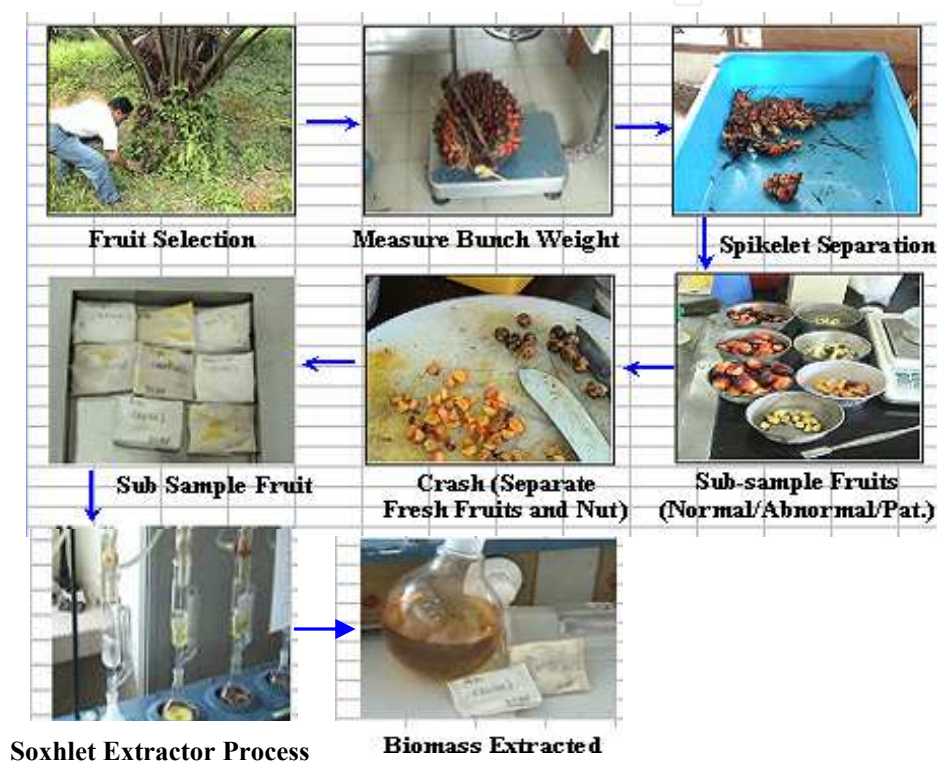 Fruit Selection
Measure Bunch Weight
Spikelet Separation
Sub Sample Fruit
Crash (Separate
Fresh Fruits and Nut)
Sub-sample Fruits
(Normal/Abnormal/Pat.)
Soxhlet Extractor Process
Biomass Extracted